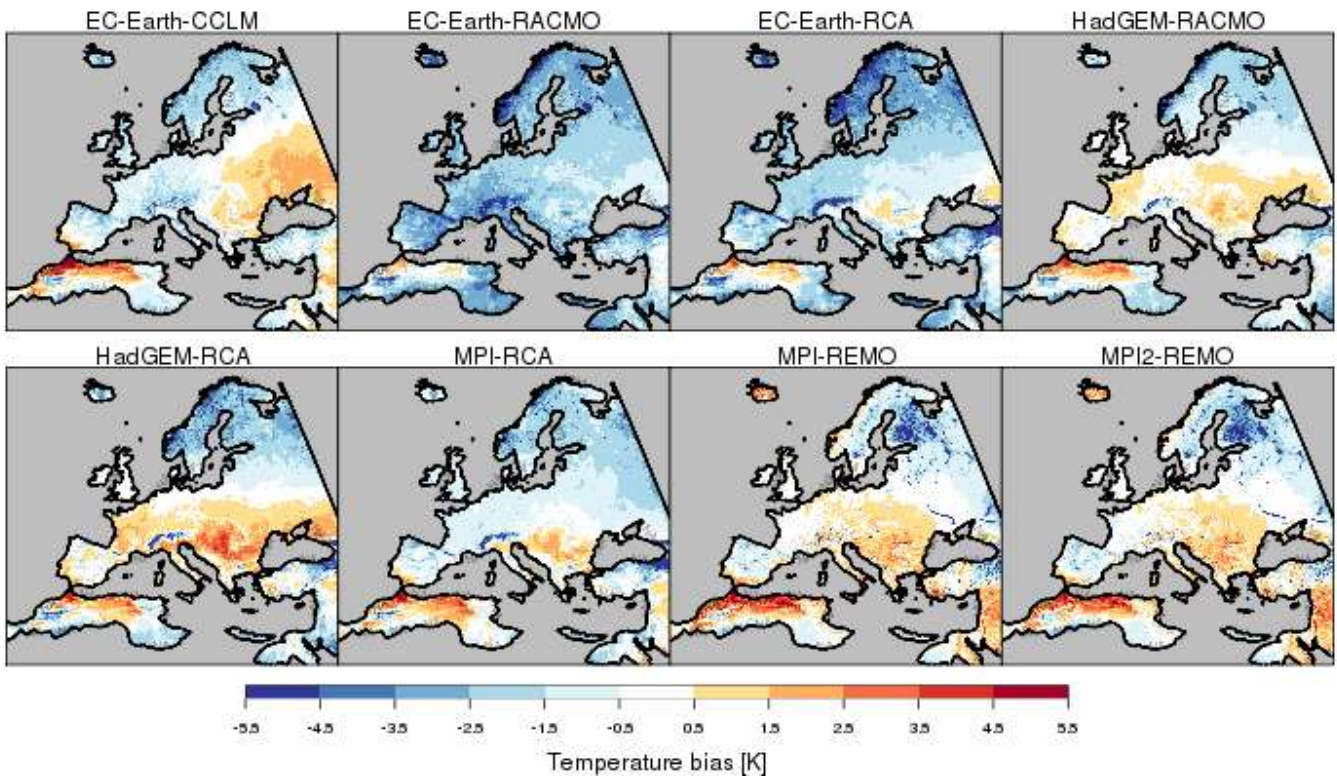 EC-Earth-CCLM EC-Earth-RACMO EC-Earth-RCA HadGEM-RACMO
HadGEM-RCA MPI-RCA MPI-REMO MPI2-REMO
-5.5 -4.5 -3.5 -2.5 -1.5 -0.5 0.5 1.5 2.5 3.5 4.5 5.5
Temperature bias [K]